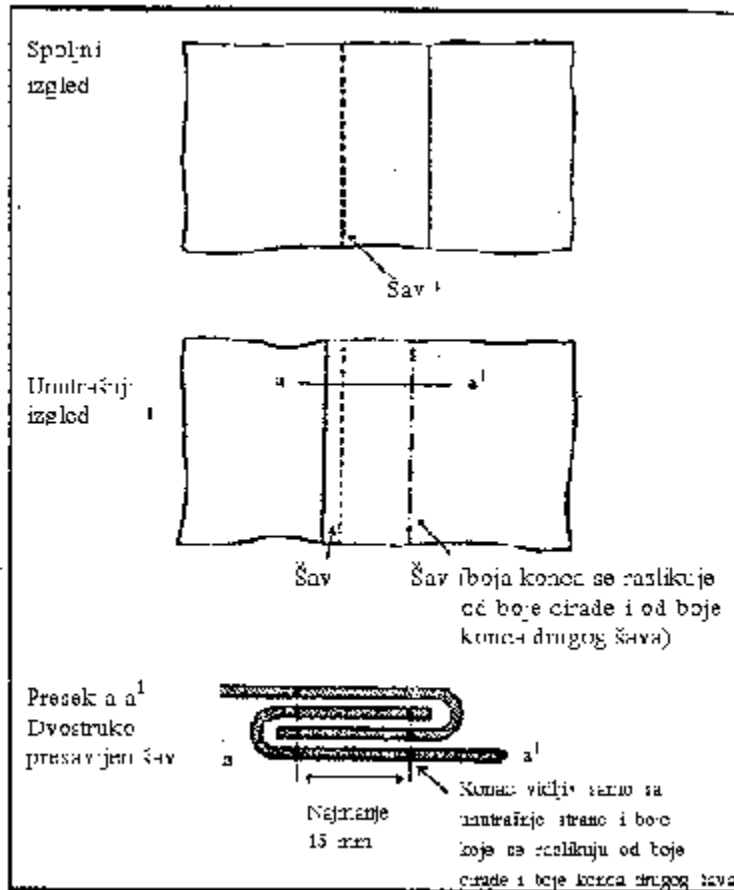 Spoljni
izgled
Šav
Unutrašnji
izgled
a a¹
Šav
Šav (boja konca se razlikuje
od boje cirade i od boje
konca drugog šava)
Presek a-a¹
Dvostruko
presavijen šav
a a¹
Najmanje
15 mm
Konac vidljiv samo sa
unutrašnje strane i boje
koje se razlikuju od boje
cirade i boje konca drugog šava